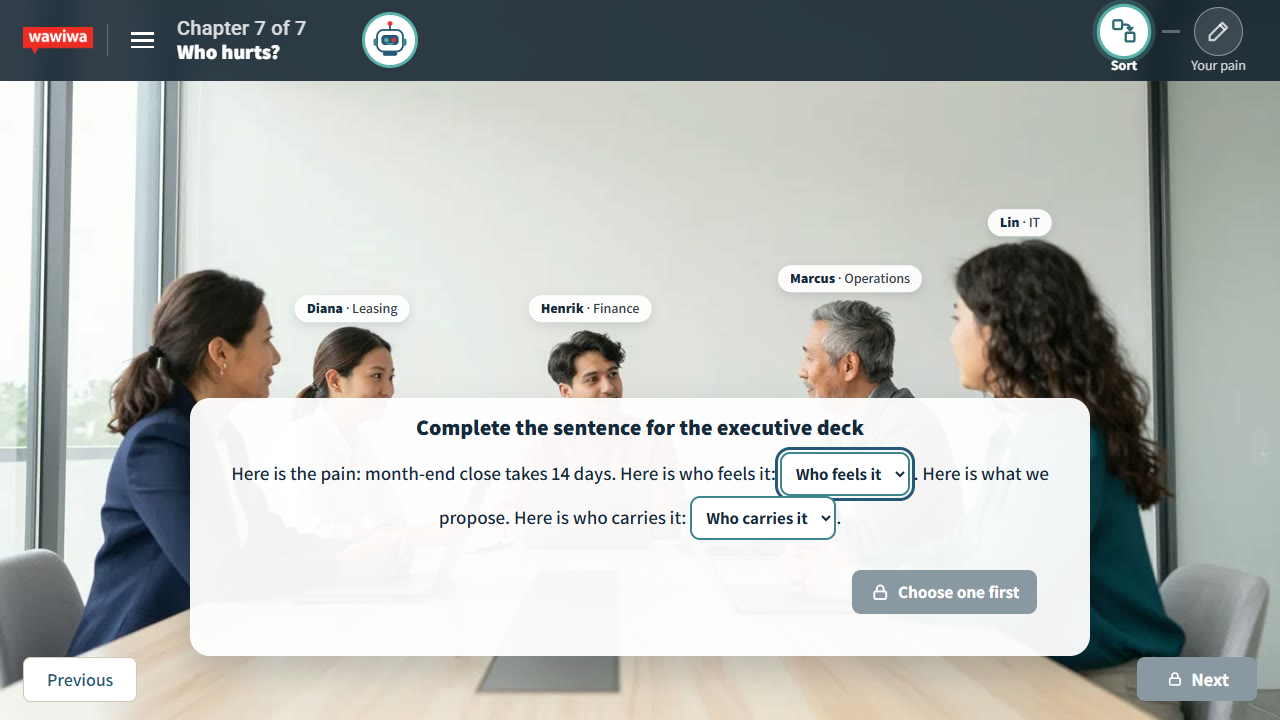 wawiwa
Chapter 7 of 7
Who hurts?
Sort
Your pain
Lin · IT
Marcus · Operations
Diana · Leasing
Henrik · Finance
Complete the sentence for the executive deck
Here is the pain: month-end close takes 14 days. Here is who feels it: Who feels it . Here is what we
propose. Here is who carries it: Who carries it .
Choose one first
Previous
Next